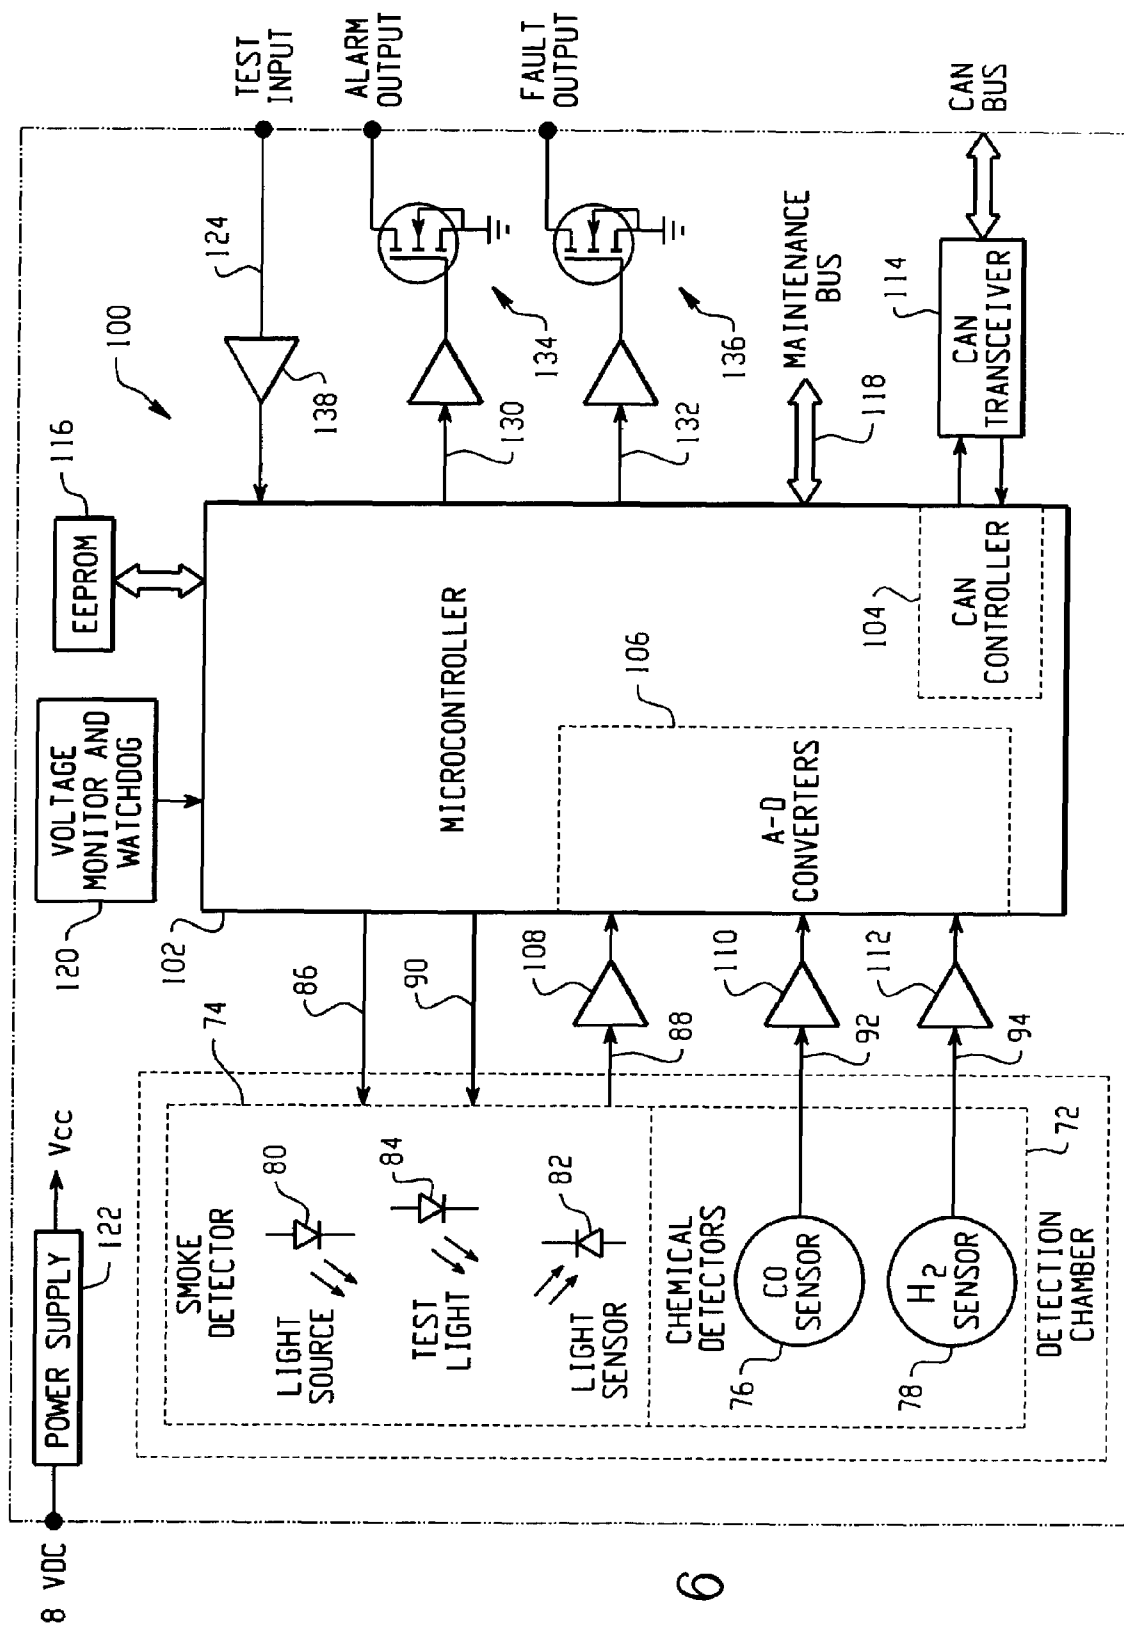 8 VDC
POWER SUPPLY
Vcc
122
120
VOLTAGE
MONITOR AND
WATCHDOG
EEPROM
116
100
TEST
INPUT
124
138
ALARM
OUTPUT
130
134
FAULT
OUTPUT
132
136
MAINTENANCE
BUS
118
CAN
BUS
CAN
TRANSCEIVER
114
CAN
CONTROLLER
104
MICROCONTROLLER
102
A-D
CONVERTERS
106
74
86
90
108
88
110
92
112
94
SMOKE
DETECTOR
LIGHT
SOURCE
80
TEST
LIGHT
84
LIGHT
SENSOR
82
CHEMICAL
DETECTORS
CO
SENSOR
76
H2
SENSOR
78
72
DETECTION
CHAMBER
6